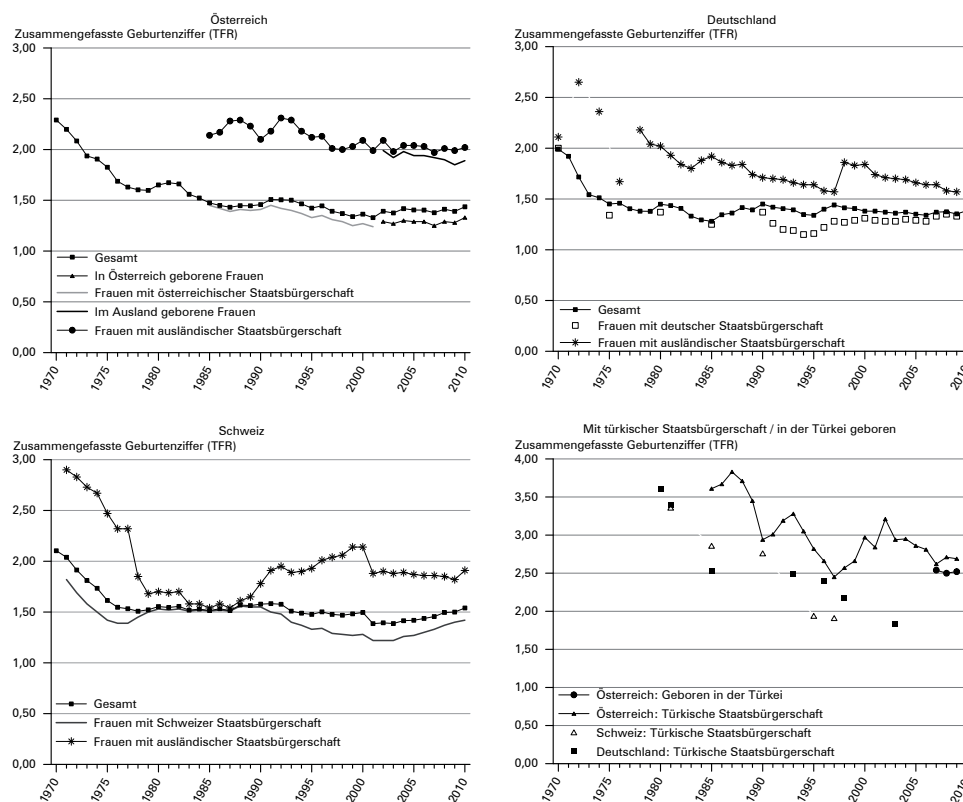 Österreich
Zusammengefasste Geburtenziffer (TFR)
3,00
2,50
2,00
1,50
1,00
0,50
0,00
Gesamt
In Österreich geborene Frauen
Frauen mit österreichischer Staatsbürgerschaft
Im Ausland geborene Frauen
Frauen mit ausländischer Staatsbürgerschaft
1970
1975
1980
1985
1990
1995
2000
2005
2010
Deutschland
Zusammengefasste Geburtenziffer (TFR)
3,00
2,50
2,00
1,50
1,00
0,50
0,00
Gesamt
Frauen mit deutscher Staatsbürgerschaft
Frauen mit ausländischer Staatsbürgerschaft
1970
1975
1980
1985
1990
1995
2000
2005
2010
Schweiz
Zusammengefasste Geburtenziffer (TFR)
3,00
2,50
2,00
1,50
1,00
0,50
0,00
Gesamt
Frauen mit Schweizer Staatsbürgerschaft
Frauen mit ausländischer Staatsbürgerschaft
1970
1975
1980
1985
1990
1995
2000
2005
2010
Mit türkischer Staatsbürgerschaft / in der Türkei geboren
Zusammengefasste Geburtenziffer (TFR)
4,00
3,50
3,00
2,50
2,00
1,50
1,00
0,50
0,00
Österreich: Geboren in der Türkei
Österreich: Türkische Staatsbürgerschaft
Schweiz: Türkische Staatsbürgerschaft
Deutschland: Türkische Staatsbürgerschaft
1970
1975
1980
1985
1990
1995
2000
2005
2010